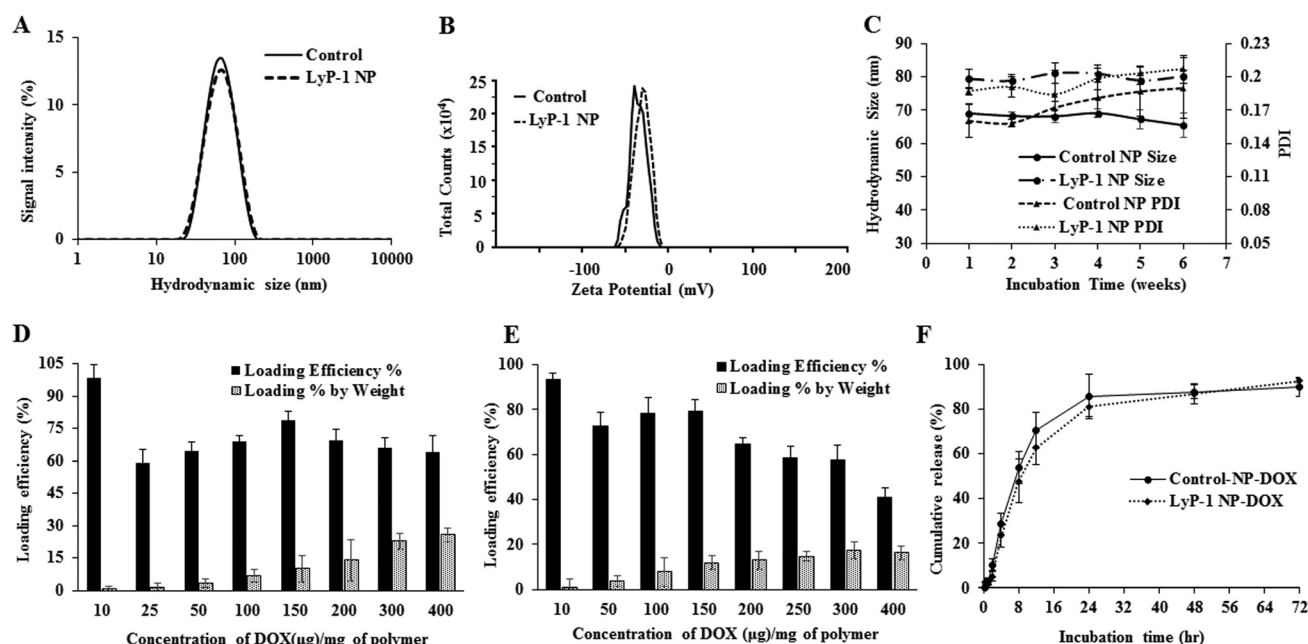 A
15
10
5
0
Signal intensity (%)
Control
LyP-1 NP
1 10 100 1000 10000
Hydrodynamic size (nm)
B
25
20
15
10
5
0
Total Counts (x10⁴)
Control
LyP-1 NP
-100 0 100 200
Zeta Potential (mV)
C
90
80
70
60
50
40
30
Hydrodynamic Size (nm)
0.23
0.2
0.17
0.14
0.11
0.08
0.05
PDI
Control NP Size
LyP-1 NP Size
Control NP PDI
LyP-1 NP PDI
0 1 2 3 4 5 6 7
Incubation Time (weeks)
D
105
90
75
60
45
30
15
0
Loading efficiency (%)
Loading Efficiency %
Loading % by Weight
10 25 50 100 150 200 300 400
Concentration of DOX(µg)/mg of polymer
E
100
80
60
40
20
0
Loading efficiency (%)
Loading Efficiency %
Loading % by Weight
10 50 100 150 200 250 300 400
Concentration of DOX (µg)/mg of polymer
F
100
80
60
40
20
0
Cumulative release (%)
Control-NP-DOX
LyP-1 NP-DOX
0 8 16 24 32 40 48 56 64 72
Incubation time (hr)